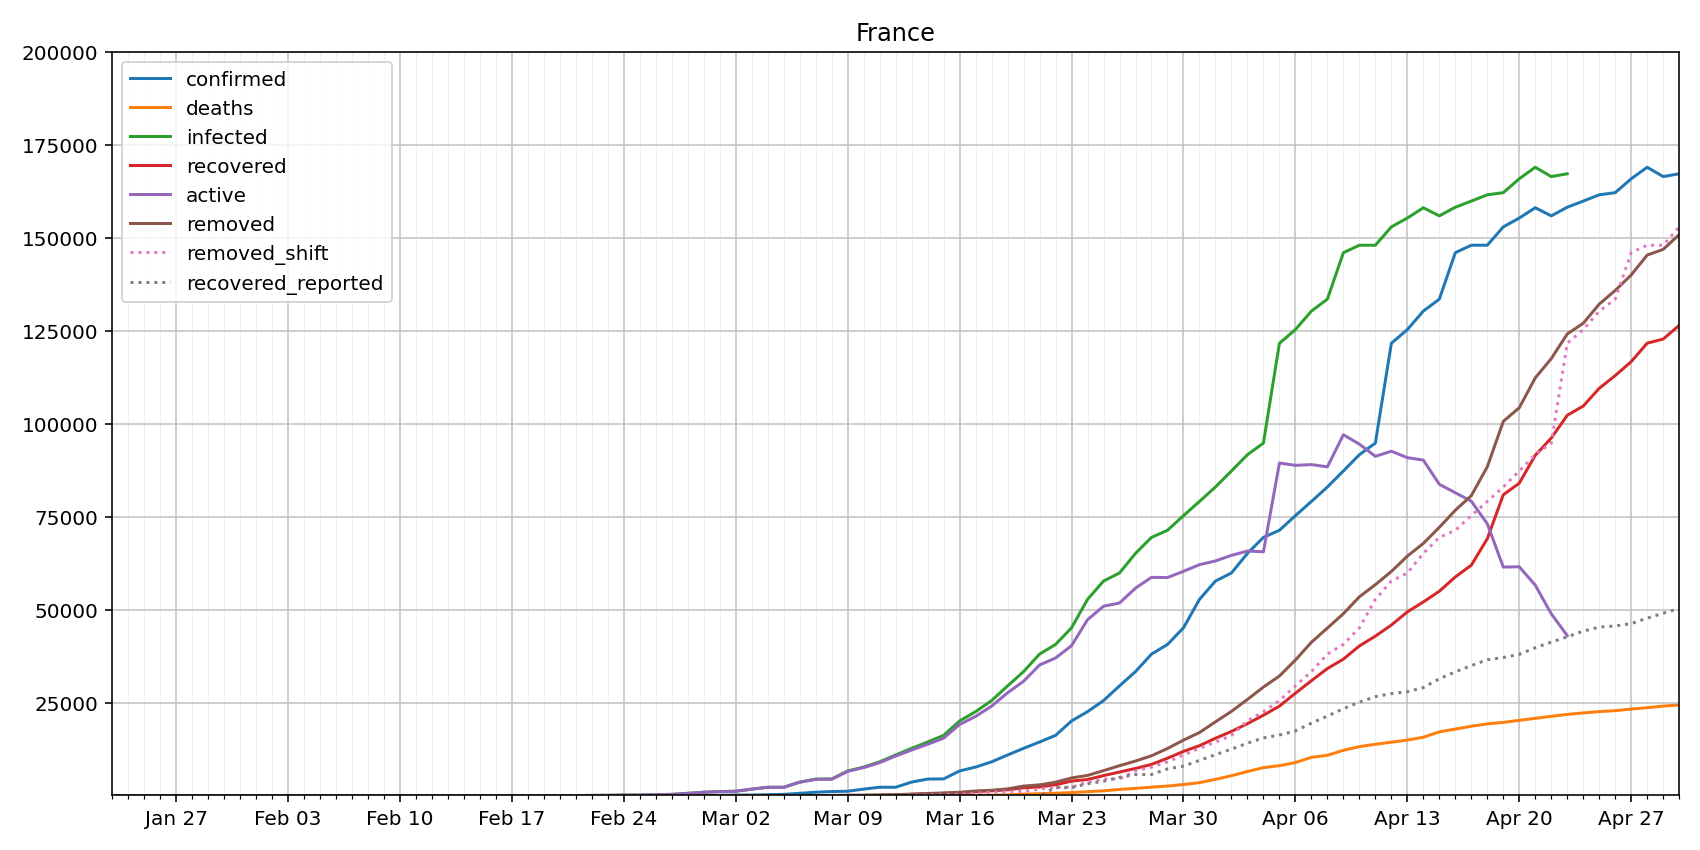 France
200000
175000
150000
125000
100000
75000
50000
25000
confirmed
deaths
infected
recovered
active
removed
removed_shift
recovered_reported
Jan 27 Feb 03 Feb 10 Feb 17 Feb 24 Mar 02 Mar 09 Mar 16 Mar 23 Mar 30 Apr 06 Apr 13 Apr 20 Apr 27